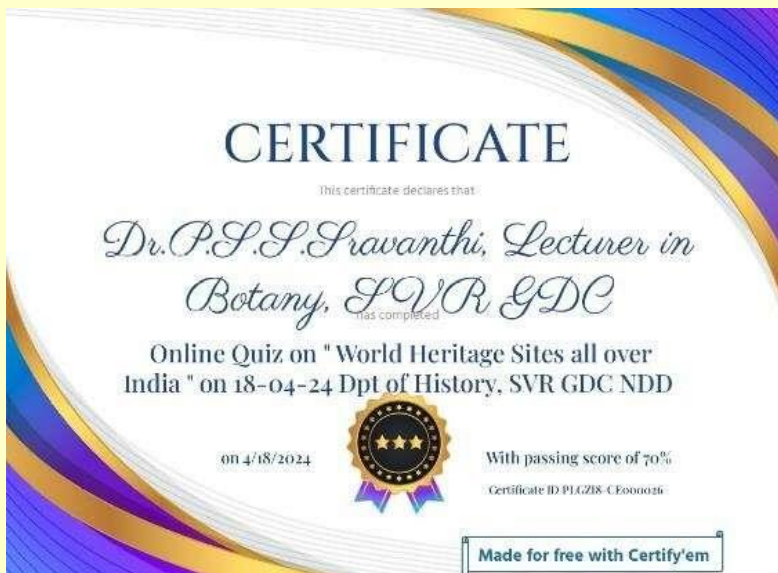 CERTIFICATE
This certificate declares that
Dr.P.S.S.Sravanthi, Lecturer in
Botany, SVR GDC
has completed
Online Quiz on " World Heritage Sites all over
India " on 18-04-24 Dpt of History, SVR GDC NDD
on 4/18/2024
With passing score of 70%
Certificate ID PLGZI8-CE000026
Made for free with Certify'em